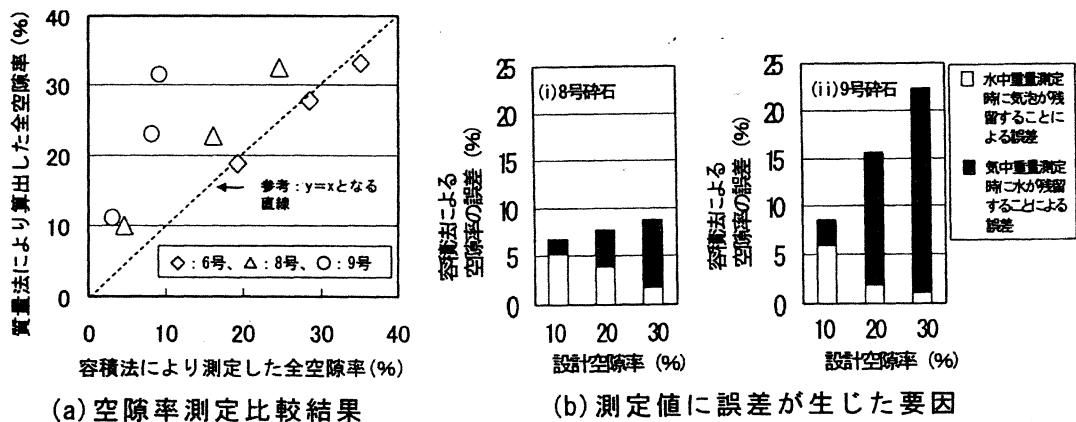 質量法により算出した全空隙率(%)
40
30
20
10
0
参考：y=xとなる
直線
◇：6号、△：8号、○：9号
0 10 20 30 40
容積法により測定した全空隙率(%)
(a)空隙率測定比較結果
容積法による
空隙率の誤差 (%)
25
20
15
10
5
0
(i)8号砕石
10 20 30
設計空隙率 (%)
容積法による
空隙率の誤差 (%)
25
20
15
10
5
0
(ii)9号砕石
10 20 30
設計空隙率 (%)
水中重量測定
時に気泡が残
留することに
よる誤差
気中重量測定
時に水が残留
することによる
誤差
(b)測定値に誤差が生じた要因